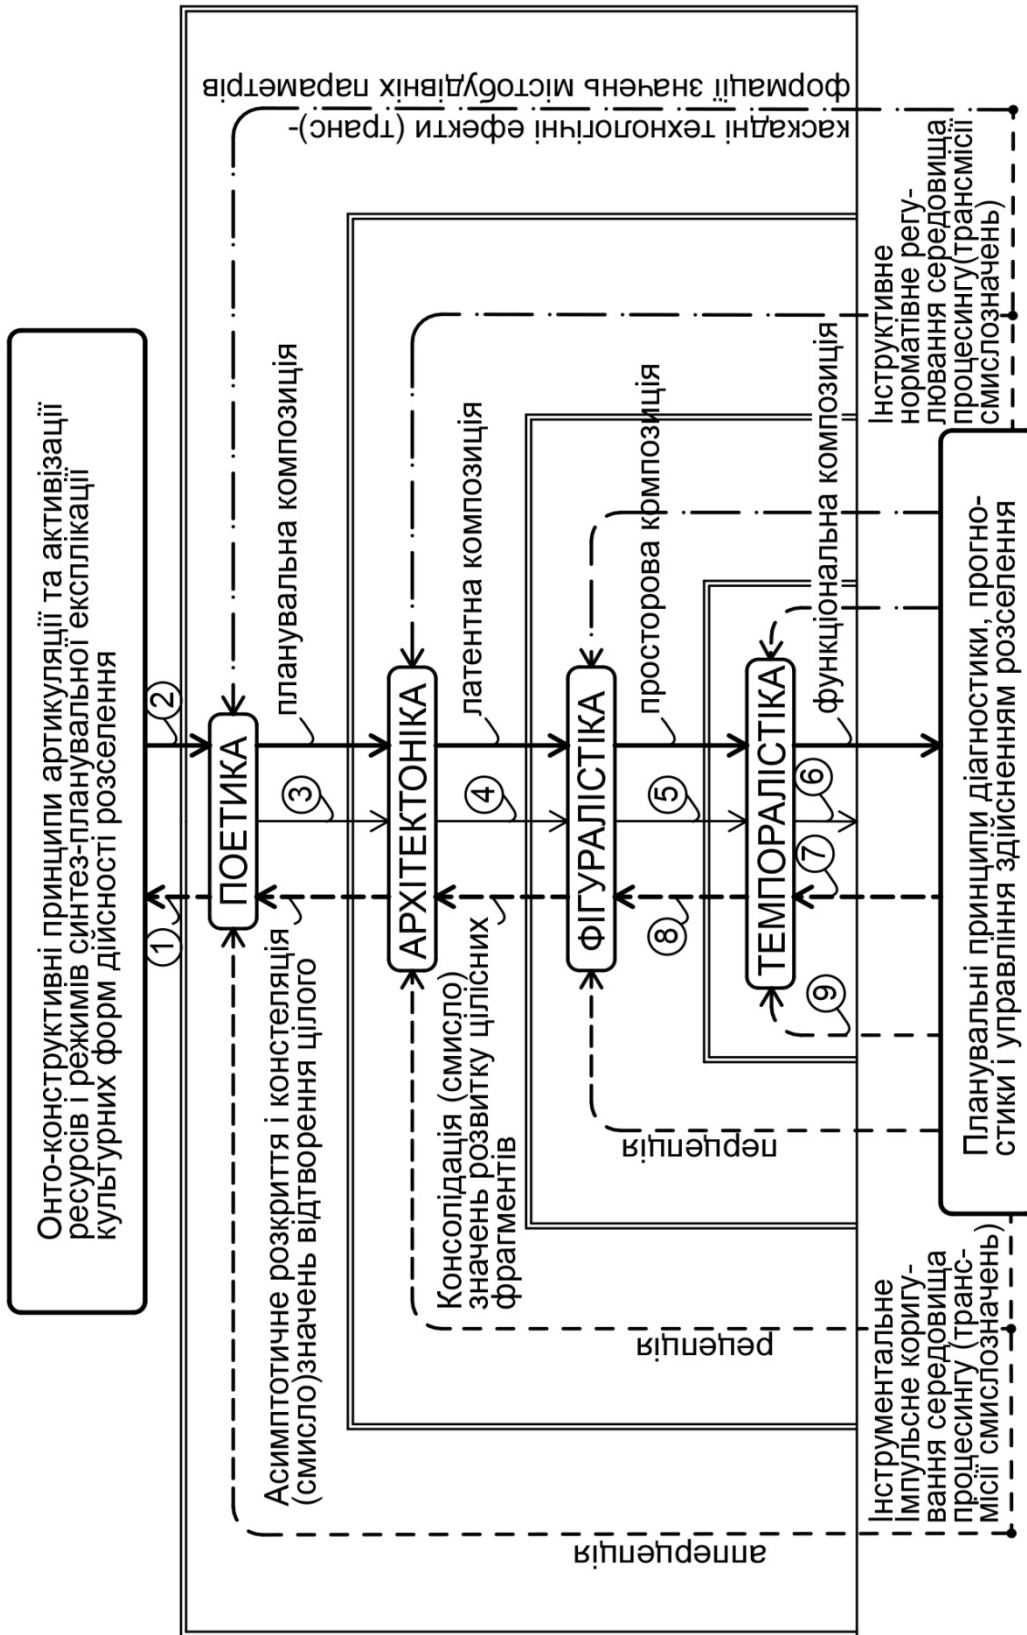 Онто-конструктивні принципи артикуляції та активізації
ресурсів і режимів синтез-планувальної експлікації
культурних форм дійсності розселення
1
2
ПОЕТИКА
каскадні технологічні ефекти (транс)-
формації значень містобудівніх параметрів
Асимптотичне розкриття і констеляція
(смисло)значень відтворення цілого
3
планувальна композиція
АРХІТЕКТОНІКА
Консолідація (смисло)
значень розвитку цілісних
фрагментів
4
латентна композиція
ФІГУРАЛІСТІКА
8
5
просторова композиція
ТЕМПОРАЛІСТІКА
9
7
6
функціональна композиція
апперцепція
рецепція
перцепція
Інструментальне
Імпульсне коригу-
вання середовища
процесингу (транс-
місії смислозначень)
Інструктивне
норматівне регу-
лювання середовища
процесингу(трансмісії
смислозначень)
Планувальні принципи діагностики, прогно-
стики і управління здійсненням розселення